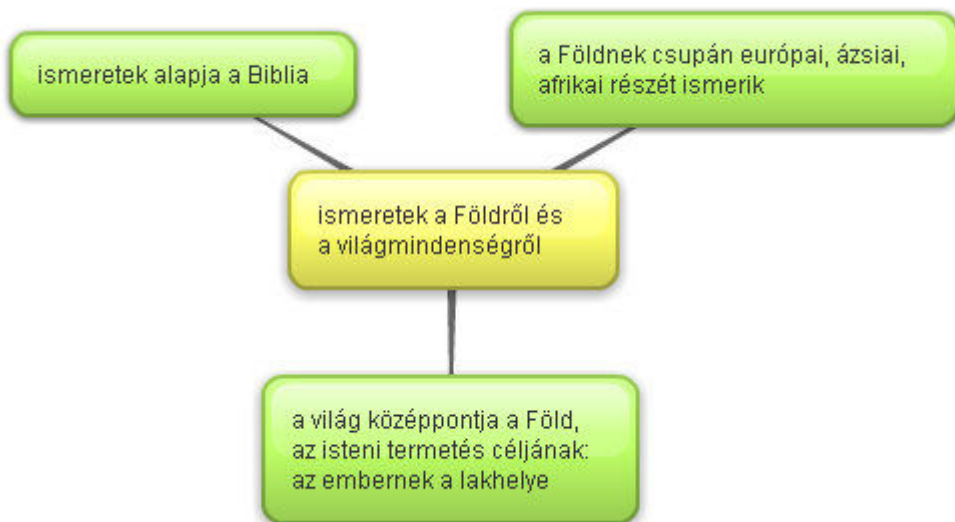 ismeretek alapja a Biblia
a Földnek csupán európai, ázsiai,
afrikai részét ismerik
ismeretek a Földről és
a világmindenségről
a világ középpontja a Föld,
az isteni termetés céljának:
az embernek a lakhelye